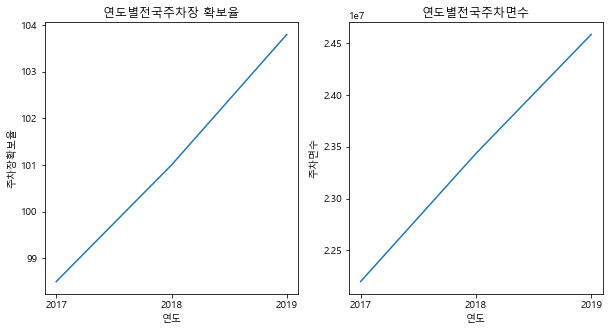 연도별전국주차장 확보율
104
103
102
101
100
99
주차장확보율
2017
2018
2019
연도
연도별전국주차면수
1e7
2.45
2.40
2.35
2.30
2.25
주차면수
2017
2018
2019
연도